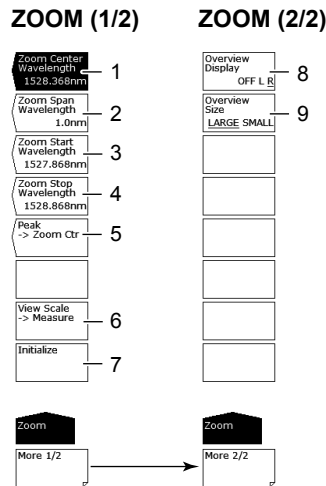 ZOOM (1/2)
Zoom Center
Wavelength
1528.368nm
1
Zoom Span
Wavelength
1.0nm
2
Zoom Start
Wavelength
1527.868nm
3
Zoom Stop
Wavelength
1528.868nm
4
Peak
-> Zoom Ctr
5
View Scale
-> Measure
6
Initialize
7
Zoom
More 1/2
ZOOM (2/2)
Overview
Display
OFF L R
8
Overview
Size
LARGE SMALL
9
Zoom
More 2/2